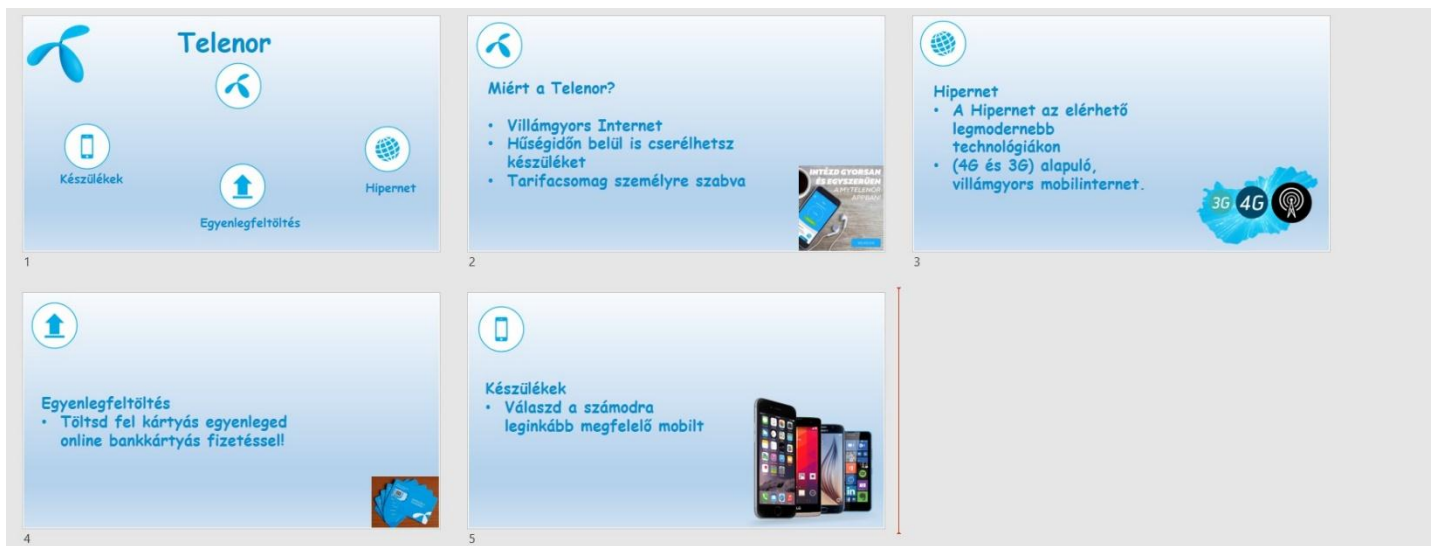 Telenor
Készülékek
Egyenlegfeltöltés
Hipernet
1
Miért a Telenor?
• Villámgyors Internet
• Hűségidőn belül is cserélhetsz
készüléket
• Tarifacsomag személyre szabva
INTÉZD GYORSAN
ÉS EGYSZERŰEN
A MYTELENOR
APPBAN!
2
Hipernet
• A Hipernet az elérhető
legmodernebb
technológiákon
• (4G és 3G) alapuló,
villámgyors mobilinternet.
3G 4G
3
Egyenlegfeltöltés
• Töltsd fel kártyás egyenleged
online bankkártyás fizetéssel!
4
Készülékek
• Válaszd a számodra
leginkább megfelelő mobilt
5